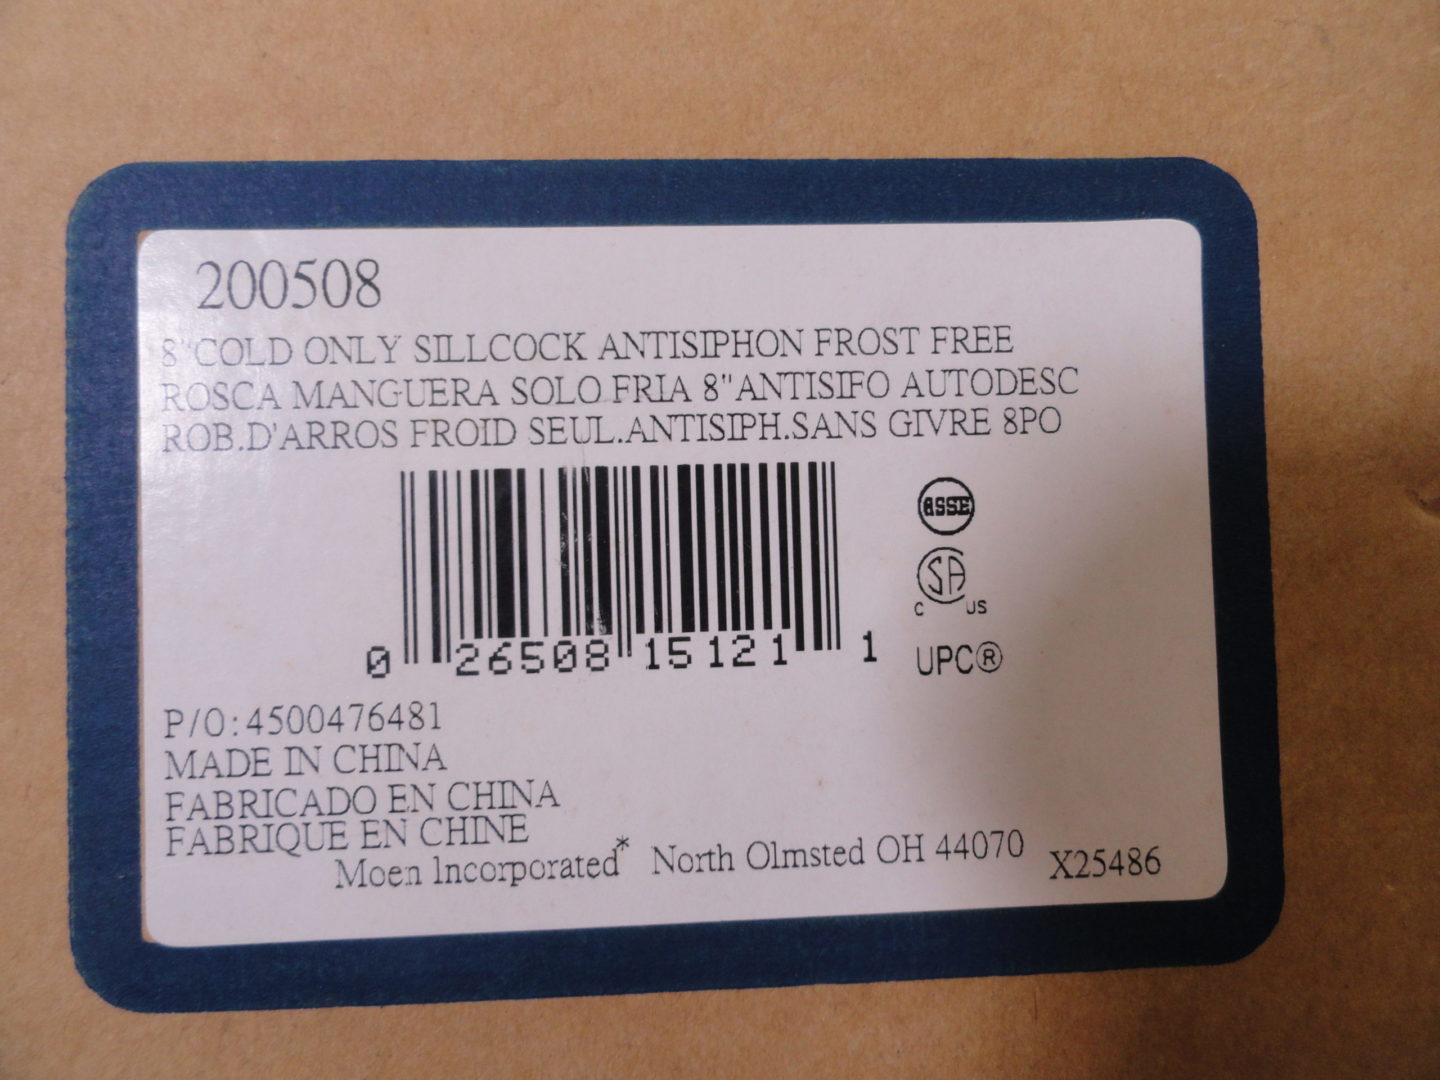 200508
8"COLD ONLY SILLCOCK ANTISIPHON FROST FREE
ROSCA MANGUERA SOLO FRIA 8"ANTISIFO AUTODESC
ROB.D'ARROS FROID SEUL.ANTISIPH.SANS GIVRE 8PO
ASSE
SA
C US
0 26508 15121 1 UPC®
P/O:4500476481
MADE IN CHINA
FABRICADO EN CHINA
FABRIQUE EN CHINE
Moen Incorporated* North Olmsted OH 44070 X25486